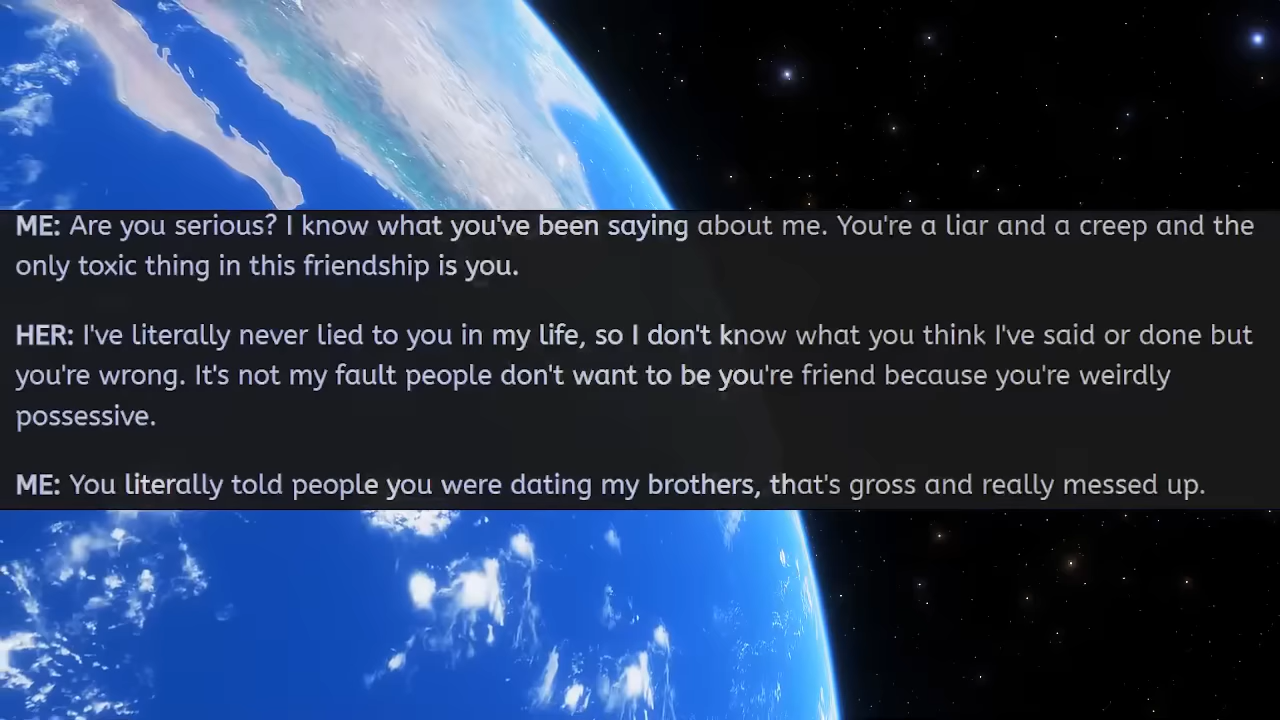 ME: Are you serious? I know what you've been saying about me. You're a liar and a creep and the
only toxic thing in this friendship is you.
HER: I've literally never lied to you in my life, so I don't know what you think I've said or done but
you're wrong. It's not my fault people don't want to be you're friend because you're weirdly
possessive.
ME: You literally told people you were dating my brothers, that's gross and really messed up.